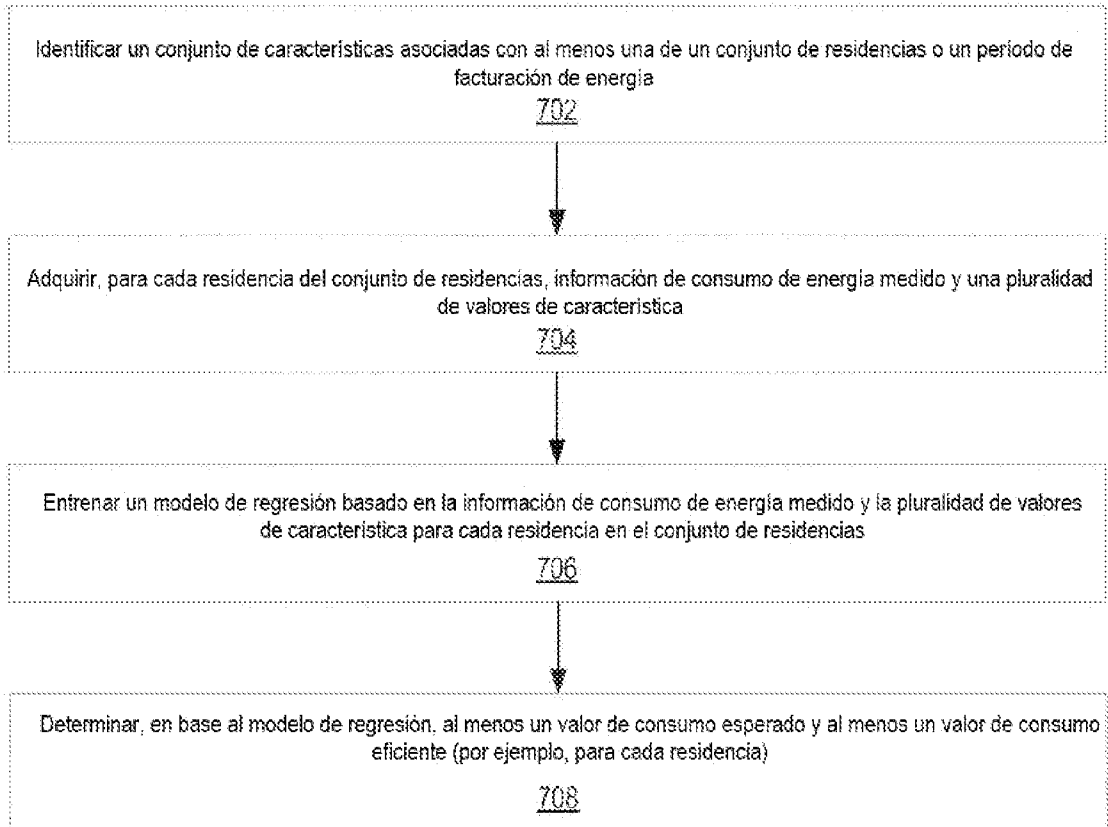 Identificar un conjunto de características asociadas con al menos una de un conjunto de residencias o un período de
facturación de energía
702
Adquirir, para cada residencia del conjunto de residencias, información de consumo de energía medido y una pluralidad
de valores de característica
704
Entrenar un modelo de regresión basado en la información de consumo de energía medido y la pluralidad de valores
de característica para cada residencia en el conjunto de residencias
706
Determinar, en base al modelo de regresión, al menos un valor de consumo esperado y al menos un valor de consumo
eficiente (por ejemplo, para cada residencia)
708